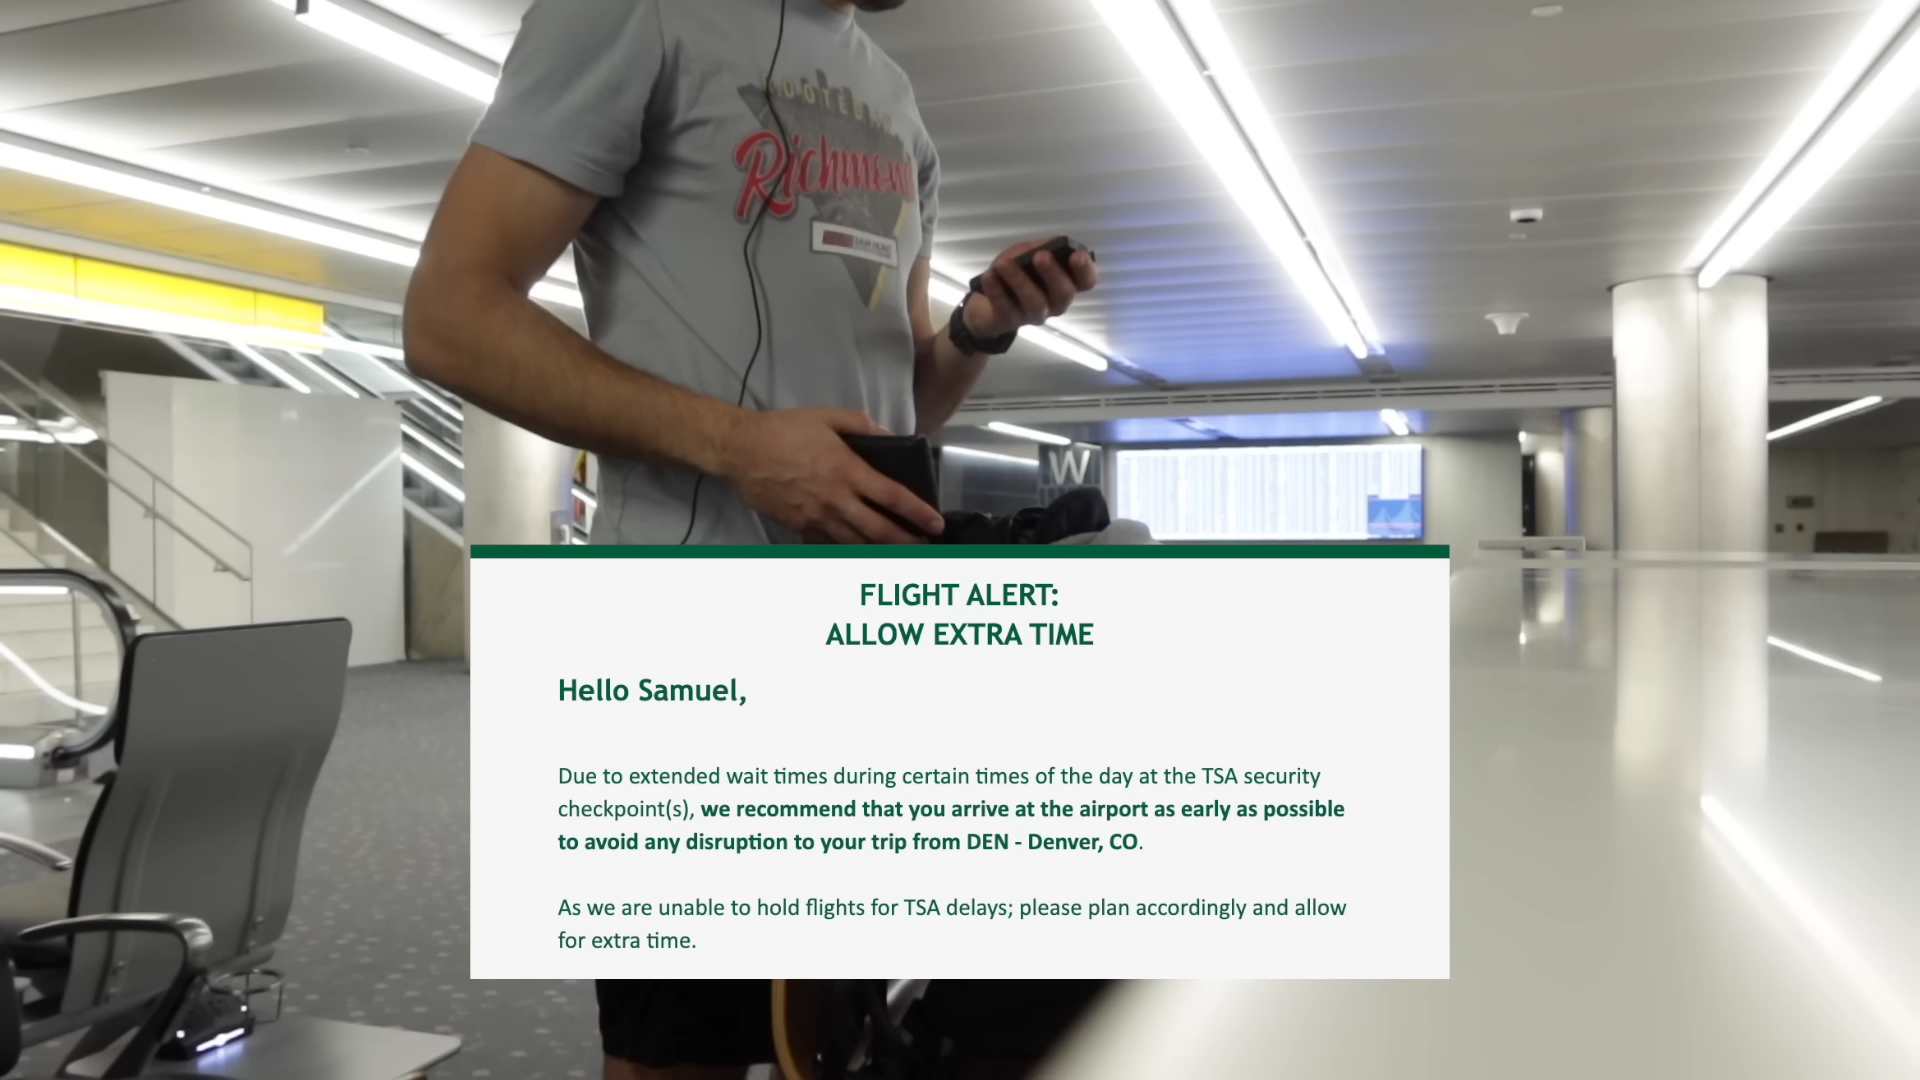 Richmond
W
FLIGHT ALERT:
ALLOW EXTRA TIME
Hello Samuel,
Due to extended wait times during certain times of the day at the TSA security
checkpoint(s), we recommend that you arrive at the airport as early as possible
to avoid any disruption to your trip from DEN - Denver, CO.
As we are unable to hold flights for TSA delays; please plan accordingly and allow
for extra time.